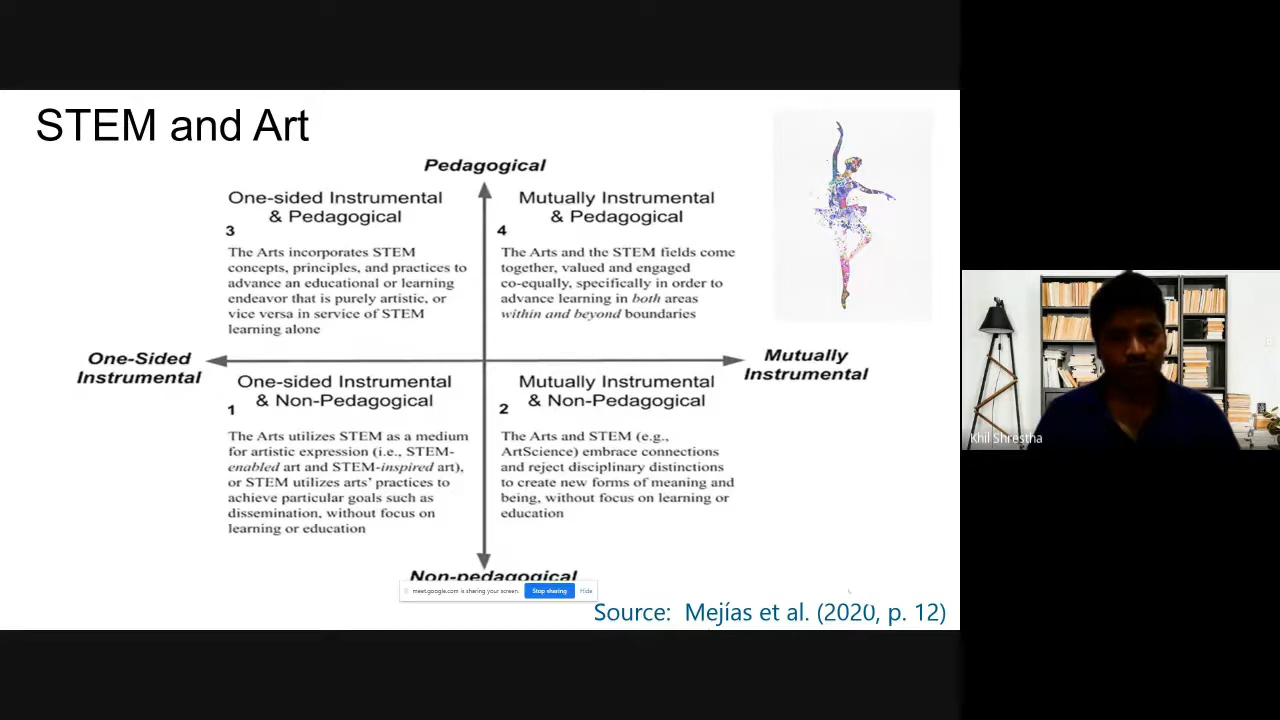 STEM and Art
Pedagogical
One-sided Instrumental
& Pedagogical
3
The Arts incorporates STEM
concepts, principles, and practices to
advance an educational or learning
endeavor that is purely artistic, or
vice versa in service of STEM
learning alone
Mutually Instrumental
& Pedagogical
4
The Arts and the STEM fields come
together, valued and engaged
co-equally, specifically in order to
advance learning in both areas
within and beyond boundaries
One-Sided
Instrumental
Mutually
Instrumental
One-sided Instrumental
& Non-Pedagogical
1
The Arts utilizes STEM as a medium
for artistic expression (i.e., STEM-
enabled art and STEM-inspired art),
or STEM utilizes arts’ practices to
achieve particular goals such as
dissemination, without focus on
learning or education
Mutually Instrumental
& Non-Pedagogical
2
The Arts and STEM (e.g.,
ArtScience) embrace connections
and reject disciplinary distinctions
to create new forms of meaning and
being, without focus on learning or
education
Non-pedagogical
meet.google.com is sharing your screen.
Stop sharing
Hide
Source: Mejías et al. (2020, p. 12)
Khil Shrestha